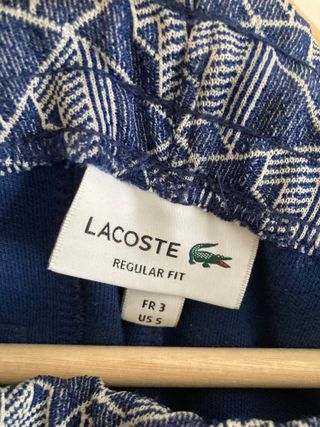 LACOSTE
REGULAR FIT
FR 3
US S